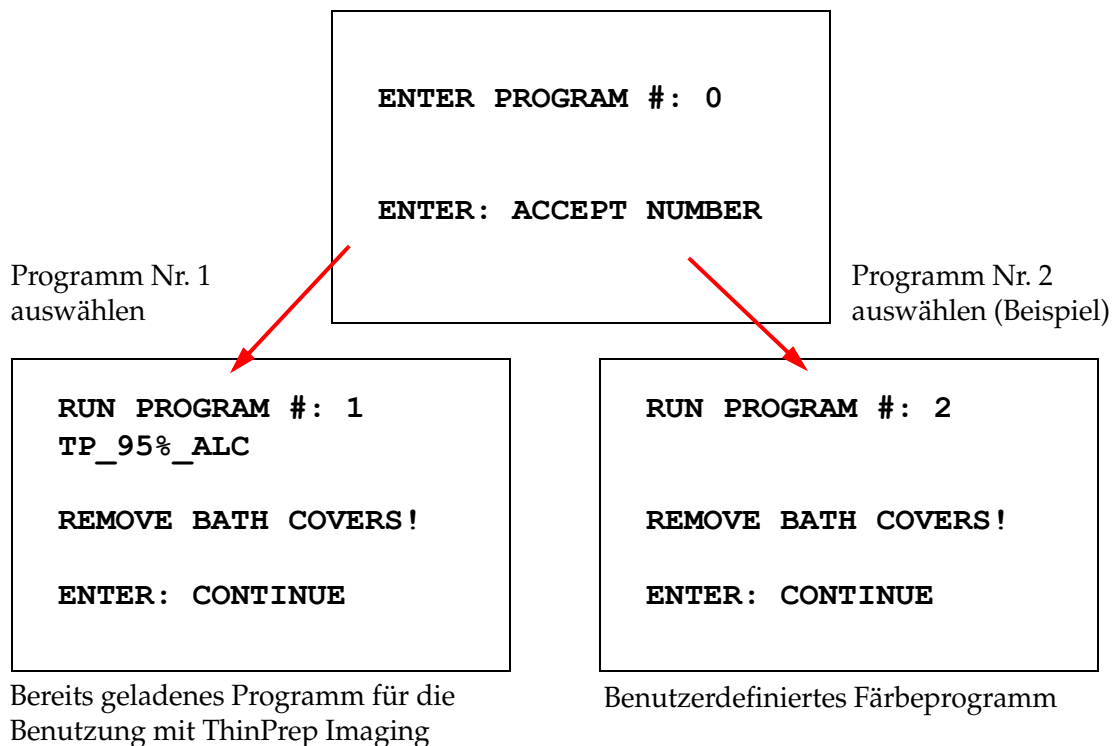 ENTER PROGRAM #: 0
ENTER: ACCEPT NUMBER
Programm Nr. 1
auswählen
Programm Nr. 2
auswählen (Beispiel)
RUN PROGRAM #: 1
TP_95%_ALC
REMOVE BATH COVERS!
ENTER: CONTINUE
RUN PROGRAM #: 2
REMOVE BATH COVERS!
ENTER: CONTINUE
Bereits geladenes Programm für die
Benutzung mit ThinPrep Imaging
Benutzerdefiniertes Färbeprogramm